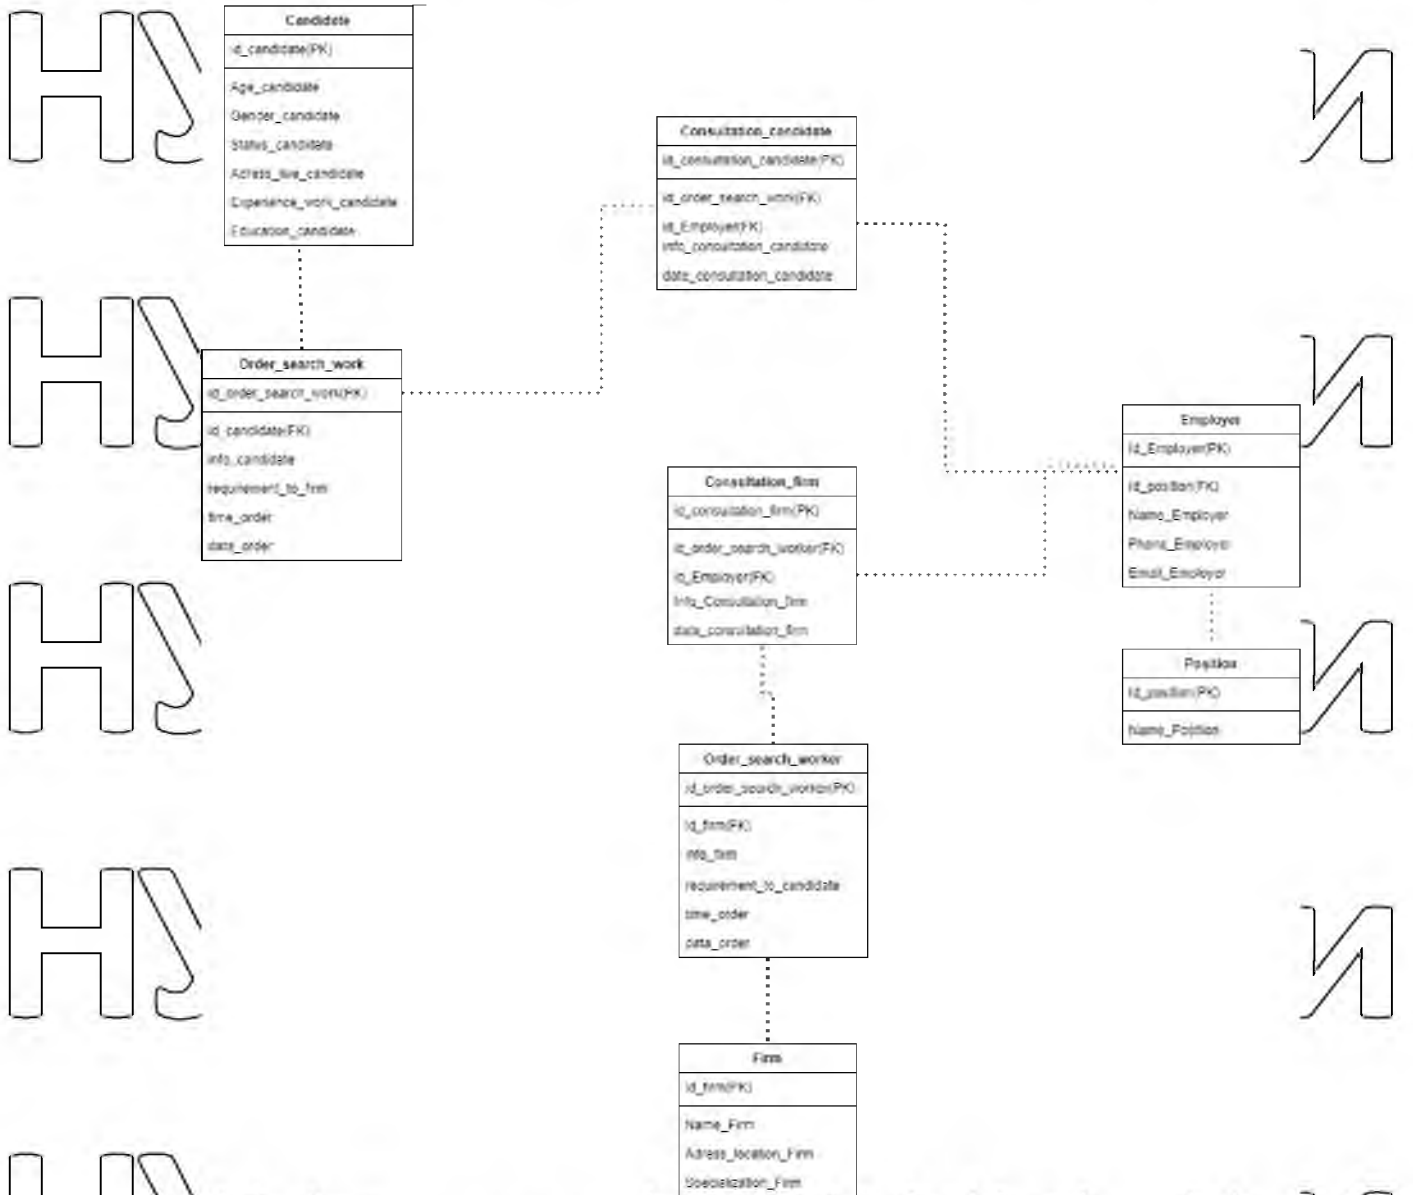 Candidate
id_candidate(PK)
Age_candidate
Gender_candidate
Status_candidate
Adress_live_candidate
Experience_work_candidate
Education_candidate
Consultation_candidate
id_consultation_candidate(PK)
id_order_search_work(FK)
id_Employer(FK)
info_consultation_candidate
date_consultation_candidate
Order_search_work
id_order_search_work(PK)
id_candidate(FK)
info_candidate
requirement_to_firm
time_order
date_order
Employer
id_Employer(PK)
id_position(FK)
Name_Employer
Phone_Employer
Email_Employer
Consultation_firm
id_consultation_firm(PK)
id_order_search_worker(FK)
id_Employer(FK)
Info_Consultation_firm
data_consultation_firm
Position
id_position(PK)
Name_Position
Order_search_worker
id_order_search_worker(PK)
id_firm(FK)
info_firm
requirement_to_candidate
time_order
data_order
Firm
id_firm(PK)
Name_Firm
Adress_location_Firm
Specialization_Firm